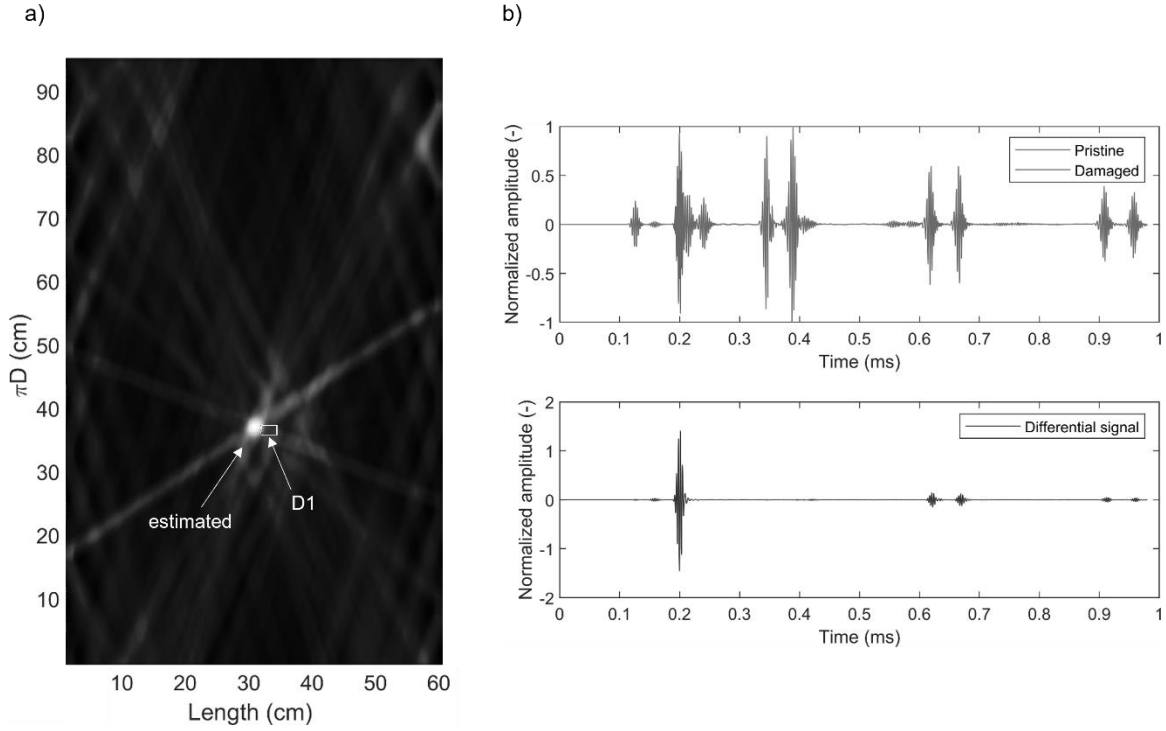 a)
90
80
70
60
50
40
30
20
10
πD (cm)
estimated
D1
10 20 30 40 50 60
Length (cm)
b)
1
0.5
0
-0.5
-1
Normalized amplitude (-)
Pristine
Damaged
0 0.1 0.2 0.3 0.4 0.5 0.6 0.7 0.8 0.9 1
Time (ms)
2
1
0
-1
-2
Normalized amplitude (-)
Differential signal
0 0.1 0.2 0.3 0.4 0.5 0.6 0.7 0.8 0.9 1
Time (ms)